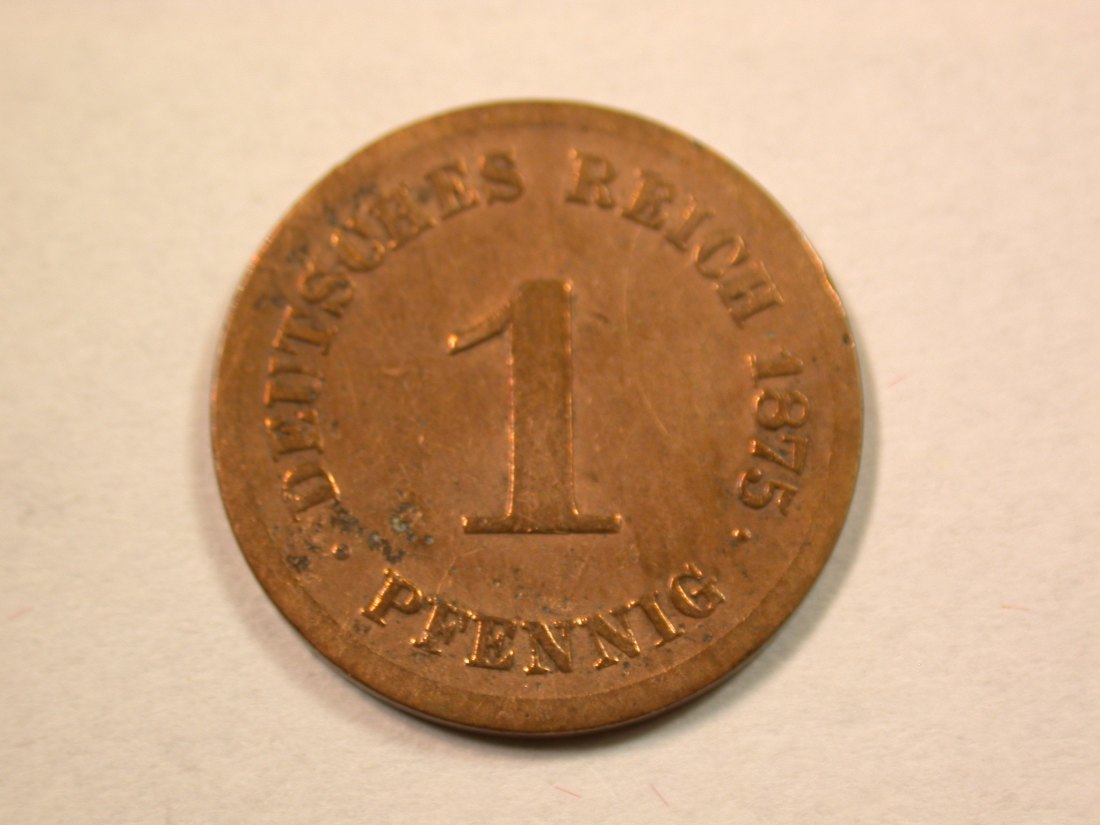 DEUTSCHES REICH 1875
1
PFENNIG